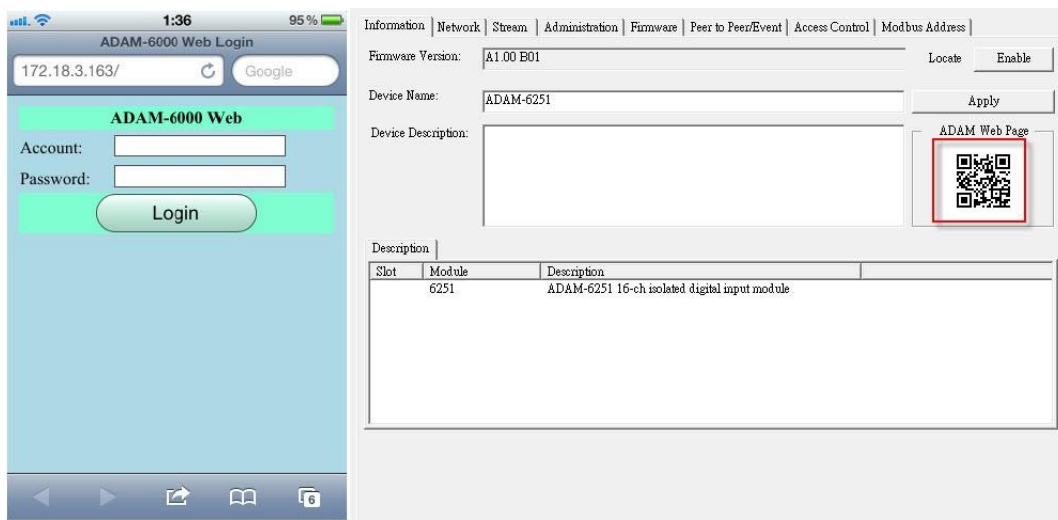 1:36
95%
ADAM-6000 Web Login
172.18.3.163/
Google
ADAM-6000 Web
Account:
Password:
Login
6
Information Network Stream Administration Firmware Peer to Peer/Event Access Control Modbus Address
Firmware Version: A1.00 B01
Locate Enable
Device Name: ADAM-6251
Apply
Device Description:
ADAM Web Page
Description
Slot Module Description
6251 ADAM-6251 16-ch isolated digital input module